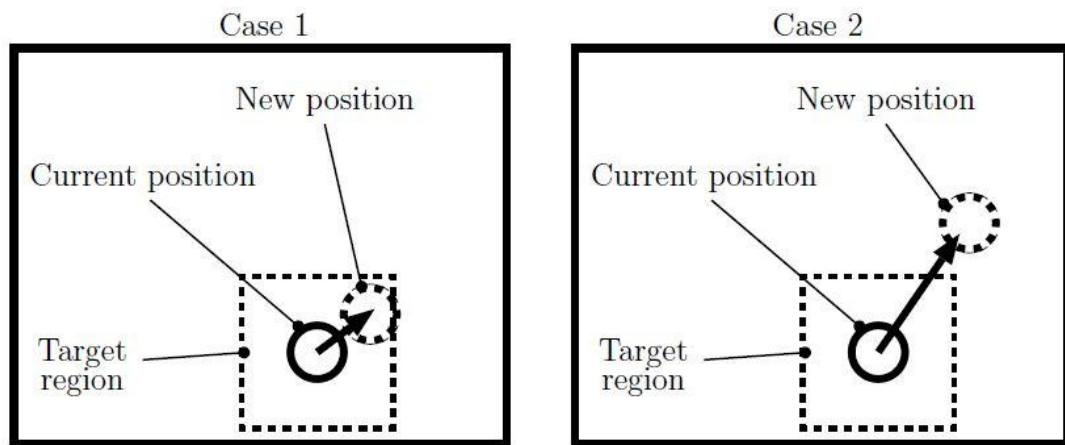 Case 1
New position
Current position
Target
region
Case 2
New position
Current position
Target
region